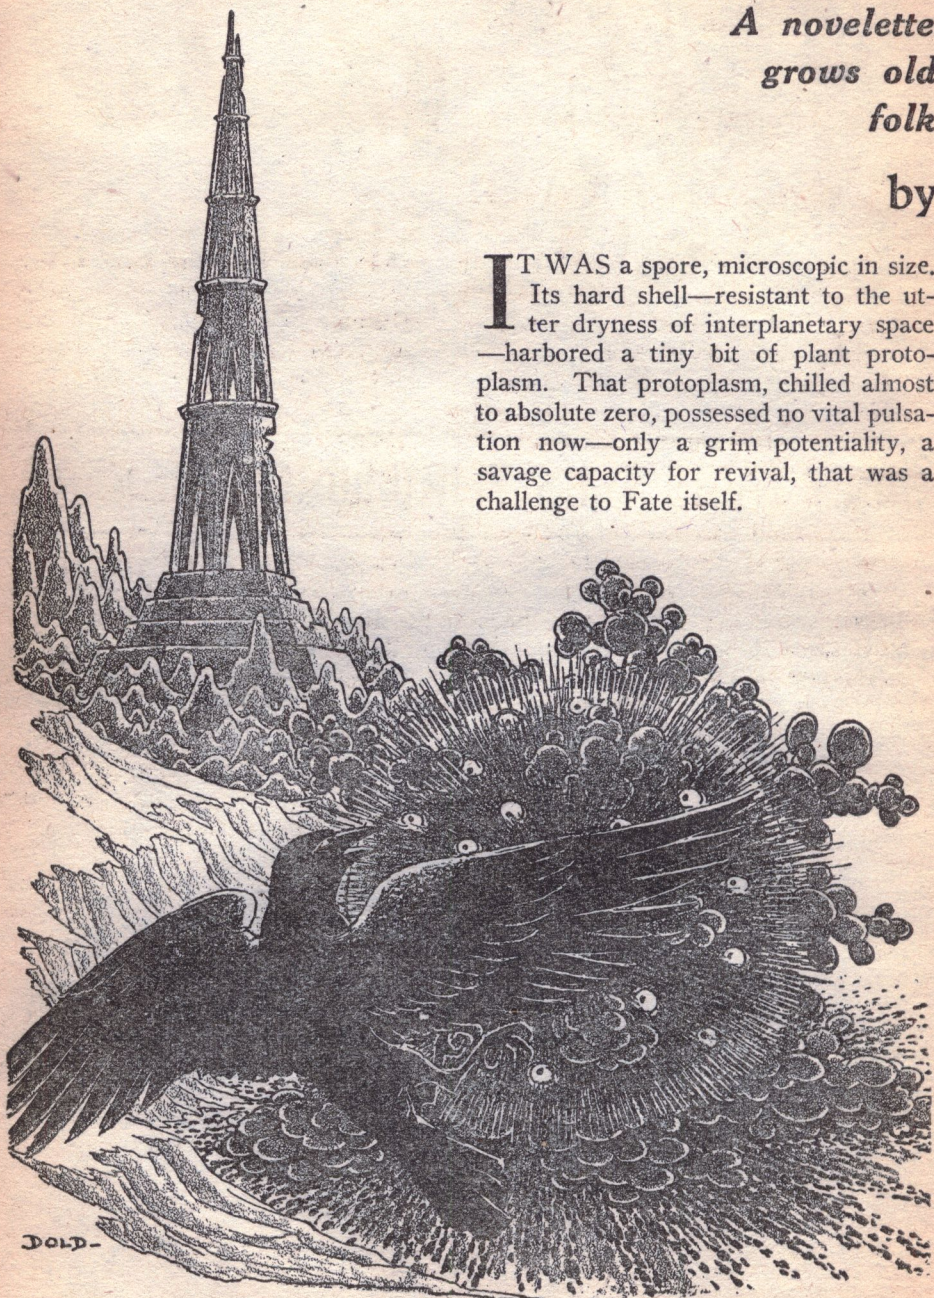 A novelette
grows old
folk
by
IT WAS a spore, microscopic in size.
Its hard shell—resistant to the ut-
ter dryness of interplanetary space
—harbored a tiny bit of plant proto-
plasm. That protoplasm, chilled almost
to absolute zero, possessed no vital pulsa-
tion now—only a grim potentiality, a
savage capacity for revival, that was a
challenge to Fate itself.
DOLD-